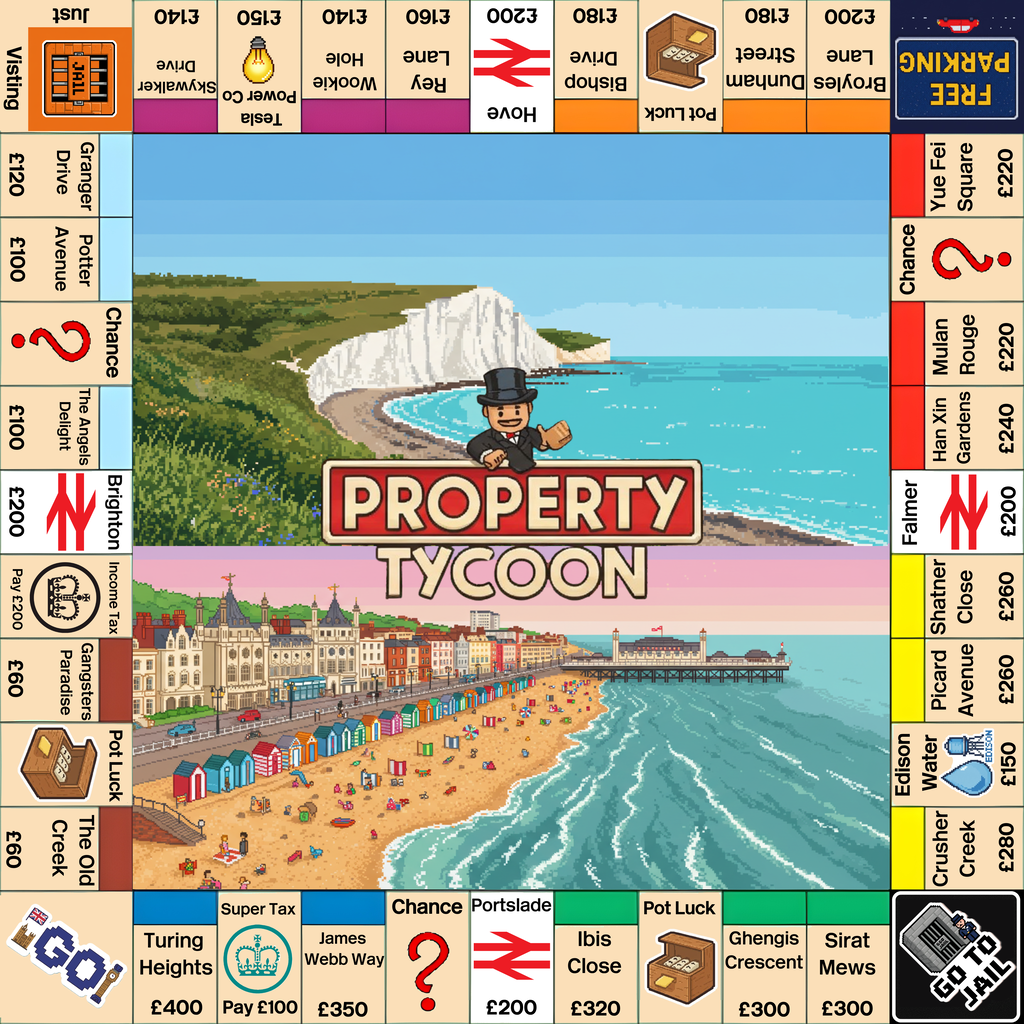 Just
Visting
JAIL
Skywalker
Drive
£140
Tesla
Power Co
£150
Wookie
Hole
£140
Rey
Lane
£160
Hove
£200
Bishop
Drive
£180
Pot Luck
Dunham
Street
£180
Broyles
Lane
£200
FREE
PARKING
Yue Fei
Square
£220
Chance
?
Mulan
Rouge
£220
Han Xin
Gardens
£240
Falmer
£200
Shatner
Close
£260
Picard
Avenue
£260
Edison
Water
EDISON
£150
Crusher
Creek
£280
GO TO
JAIL
Sirat
Mews
£300
Ghengis
Crescent
£300
Pot Luck
Ibis
Close
£320
Portslade
£200
Chance
?
James
Webb Way
£350
Super Tax
Pay £100
Turing
Heights
£400
GO!
The Old
Creek
£60
Pot Luck
Gangsters
Paradise
£60
Income Tax
Pay £200
Brighton
£200
The Angels
Delight
£100
Chance
?
Potter
Avenue
£100
Granger
Drive
£120
PROPERTY
TYCOON